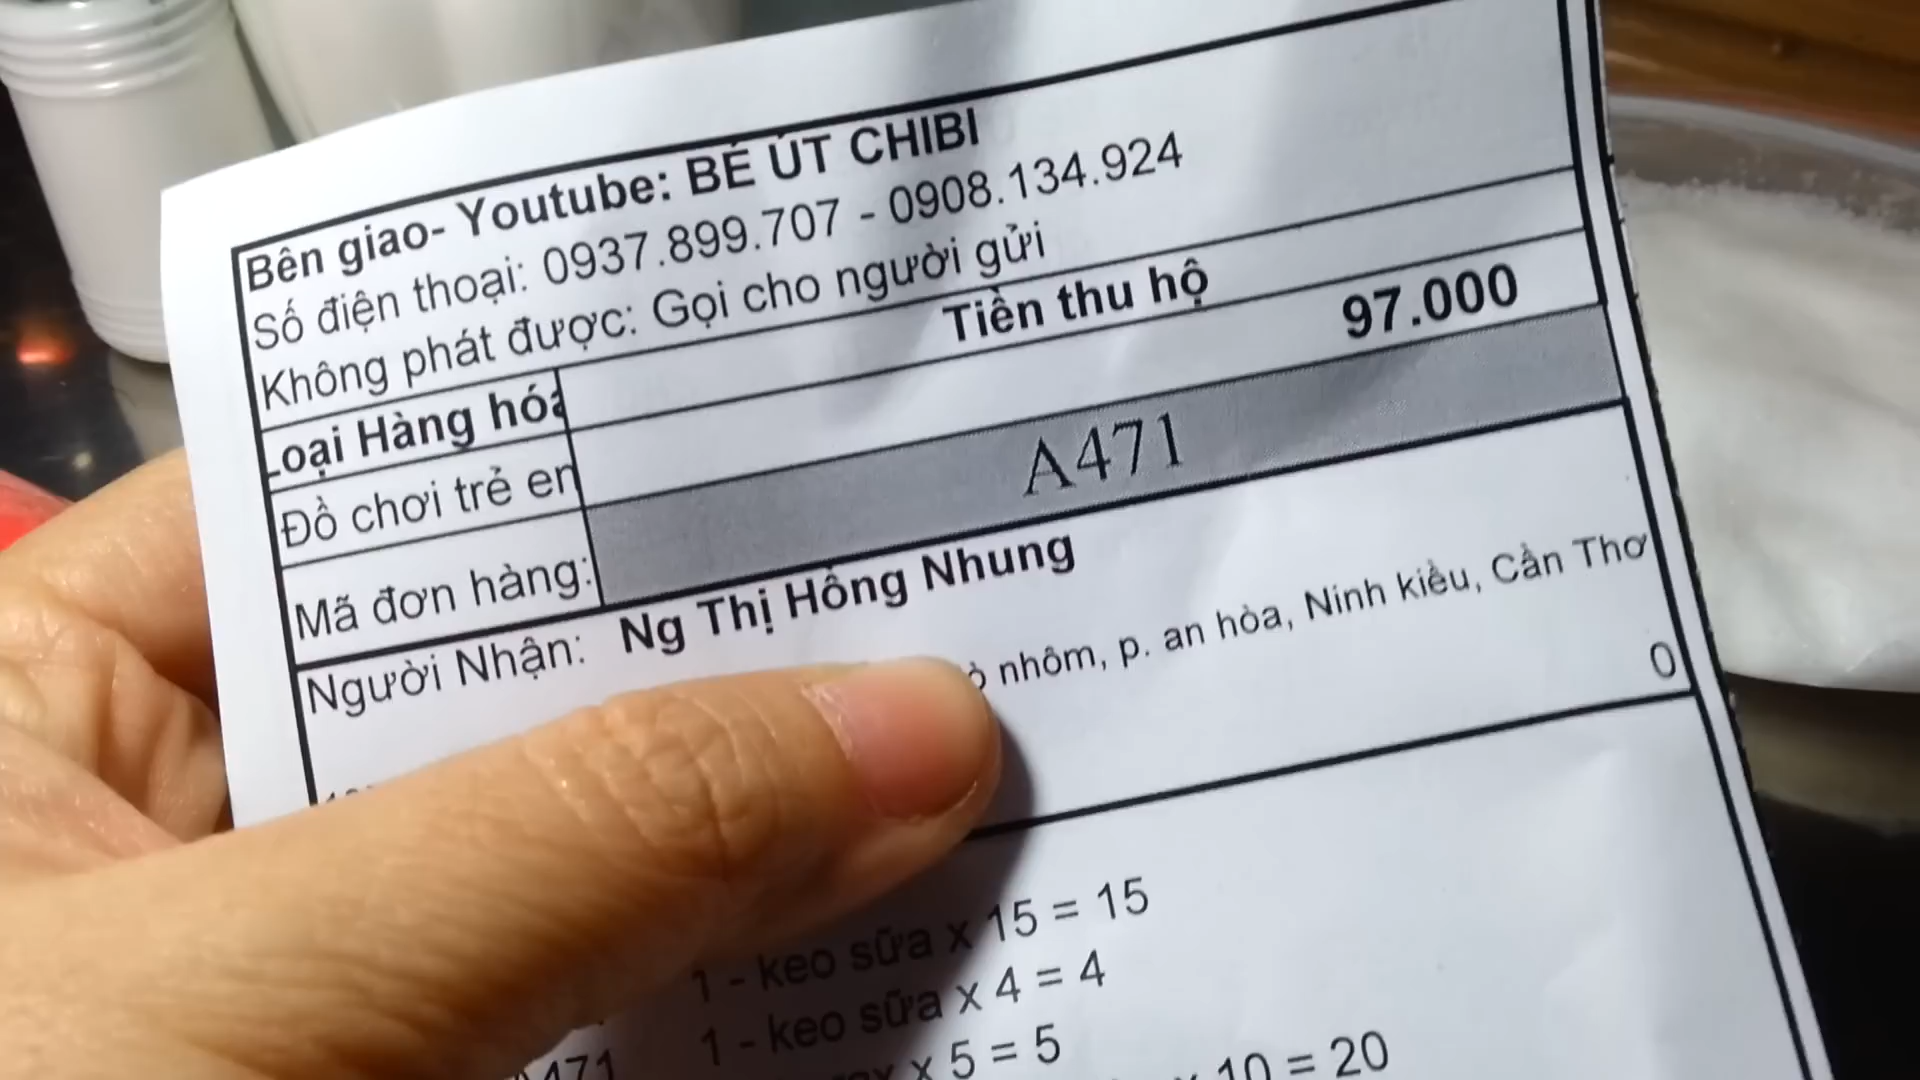 Bên giao- Youtube: BÉ ÚT CHIBI
Số điện thoại: 0937.899.707 - 0908.134.924
Không phát được: Gọi cho người gửi
Loại Hàng hóa Tiền thu hộ
Đồ chơi trẻ em 97.000
Mã đơn hàng: A471
Người Nhận: Ng Thị Hồng Nhung
nhôm, p. an hòa, Ninh kiều, Cần Thơ
0
1 - keo sữa x 15 = 15
1 - keo sữa x 4 = 4
x 5 = 5
471 x 10 = 20